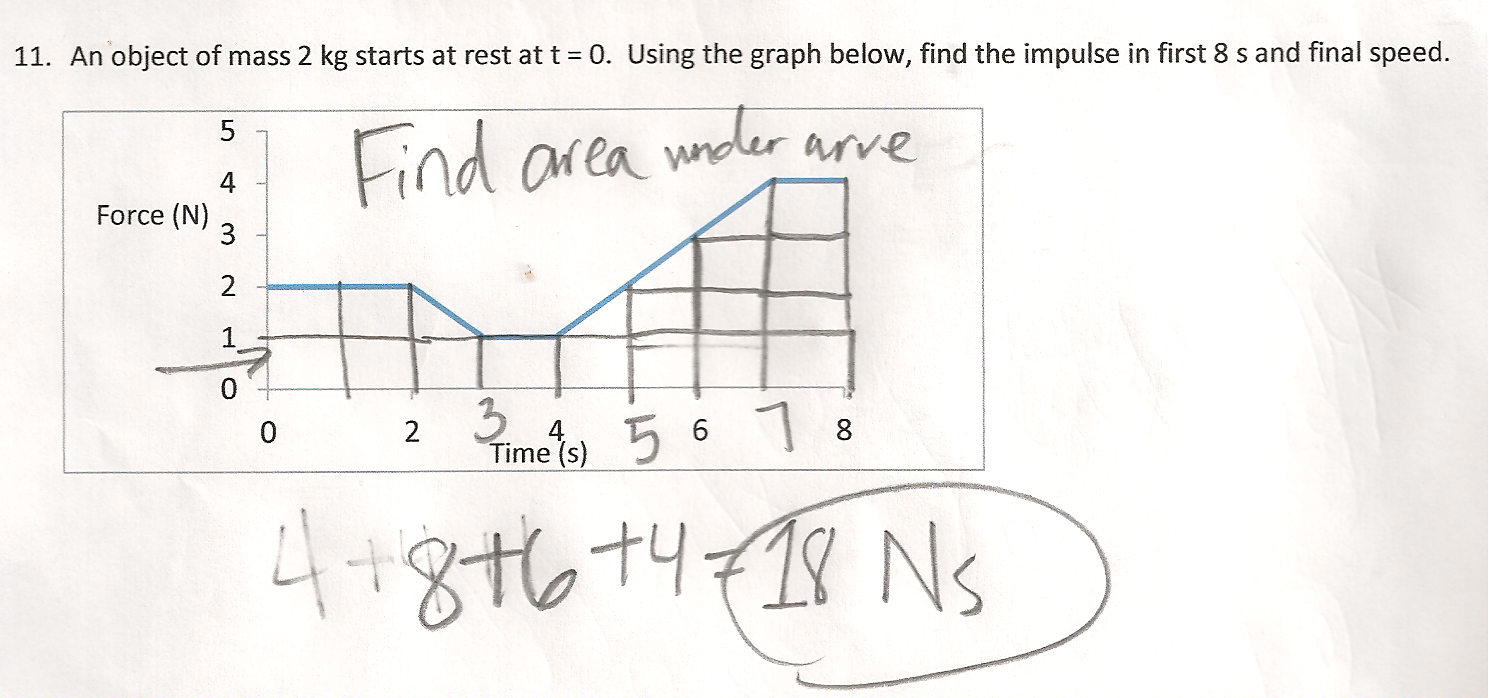 11. An object of mass 2 kg starts at rest at t = 0. Using the graph below, find the impulse in first 8 s and final speed.
Find area under curve
5
4
Force (N)
3
2
1
0
0 2 3 4 5 6 7 8
Time (s)
4+8+6+4=18 Ns